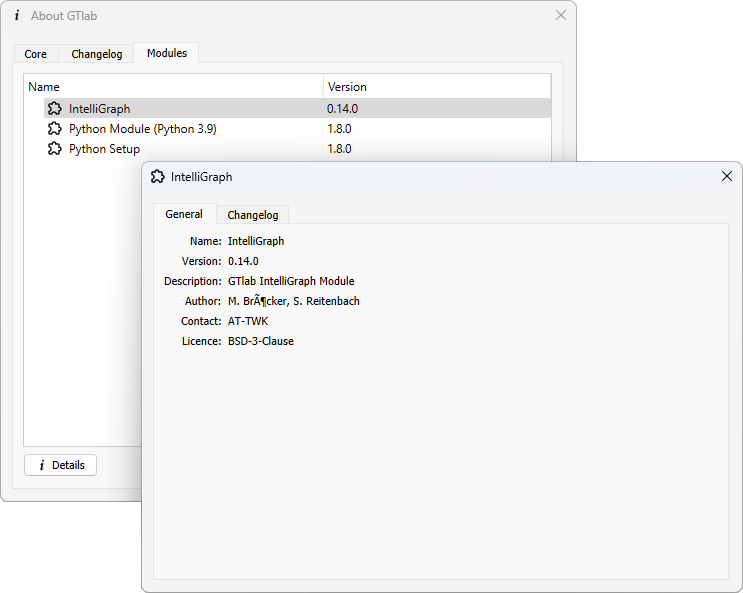 About GTlab
Core Changelog Modules
Name Version
IntelliGraph 0.14.0
Python Module (Python 3.9) 1.8.0
Python Setup 1.8.0
Details
IntelliGraph
General Changelog
Name: IntelliGraph
Version: 0.14.0
Description: GTlab IntelliGraph Module
Author: M. BrÃ¶cker, S. Reitenbach
Contact: AT-TWK
Licence: BSD-3-Clause